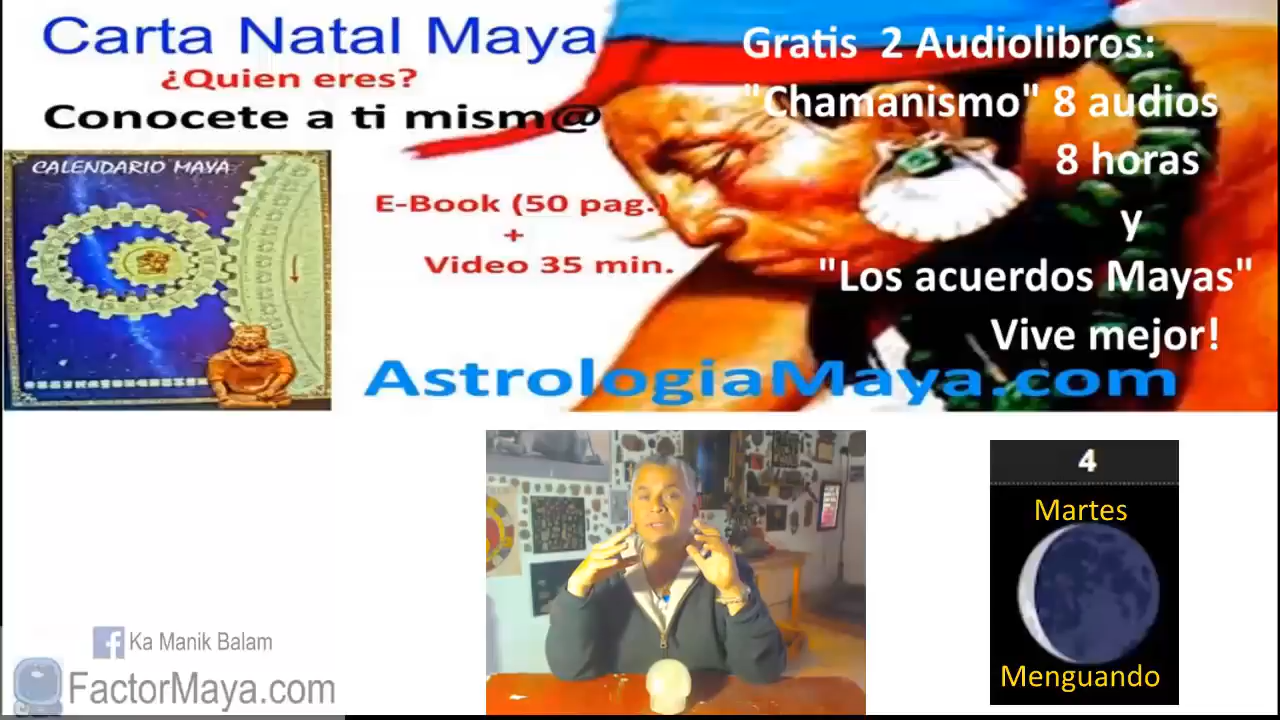 Carta Natal Maya
¿Quien eres?
Conocete a ti mism@
CALENDARIO MAYA
E-Book (50 pag.)
+
Video 35 min.
Gratis 2 Audiolibros:
"Chamanismo" 8 audios
8 horas
y
"Los acuerdos Mayas"
Vive mejor!
AstrologiaMaya.com
4
Martes
Menguando
Ka Manik Balam
FactorMaya.com